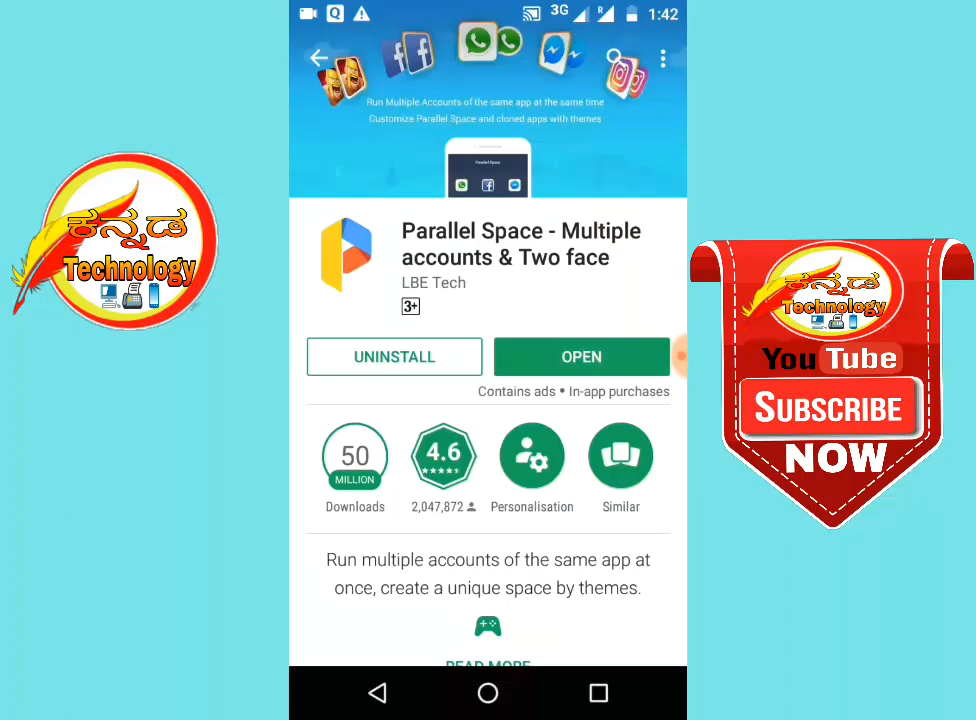 Q
3G
R
1:42
Run Multiple Accounts of the same app at the same time
Customize Parallel Space and cloned apps with themes
Parallel Space
Parallel Space - Multiple
accounts & Two face
LBE Tech
3+
UNINSTALL
OPEN
Contains ads • In-app purchases
50
MILLION
Downloads
4.6
2,047,872
Personalisation
Similar
Run multiple accounts of the same app at
once, create a unique space by themes.
READ MORE
ಕನ್ನಡ
Technology
ಕನ್ನಡ
Technology
You Tube
SUBSCRIBE
NOW